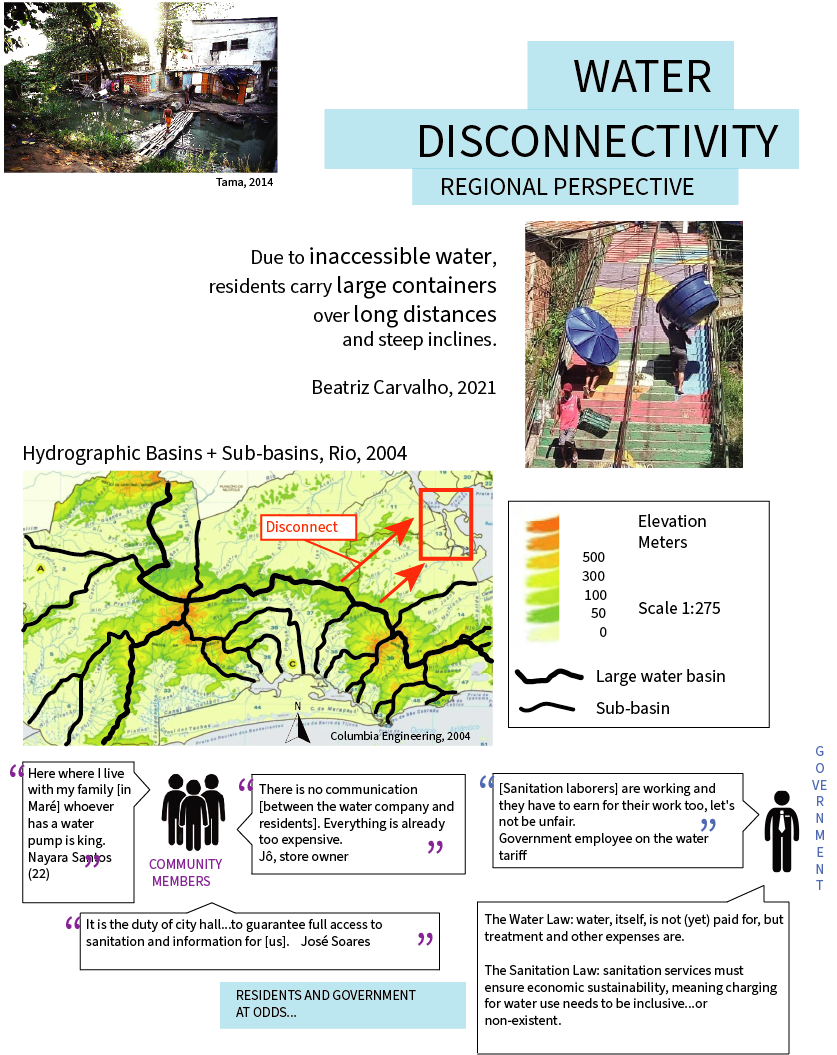 Tama, 2014
WATER
DISCONNECTIVITY
REGIONAL PERSPECTIVE
Due to inaccessible water,
residents carry large containers
over long distances
and steep inclines.
Beatriz Carvalho, 2021
Hydrographic Basins + Sub-basins, Rio, 2004
Disconnect
A
C
N
Columbia Engineering, 2004
Elevation
Meters
500
300
100
50
0
Scale 1:275
Large water basin
Sub-basin
“ Here where I live
with my family [in
Maré] whoever
has a water
pump is king.
Nayara Santos ”
(22)
COMMUNITY
MEMBERS
“ There is no communication
[between the water company and
residents]. Everything is already
too expensive.
Jô, store owner ”
“ [Sanitation laborers] are working and
they have to earn for their work too, let's
not be unfair. ”
Government employee on the water
tariff
GOVERNMENT
“ It is the duty of city hall...to guarantee full access to
sanitation and information for [us]. José Soares ”
The Water Law: water, itself, is not (yet) paid for, but
treatment and other expenses are.
The Sanitation Law: sanitation services must
ensure economic sustainability, meaning charging
for water use needs to be inclusive...or
non-existent.
RESIDENTS AND GOVERNMENT
AT ODDS...